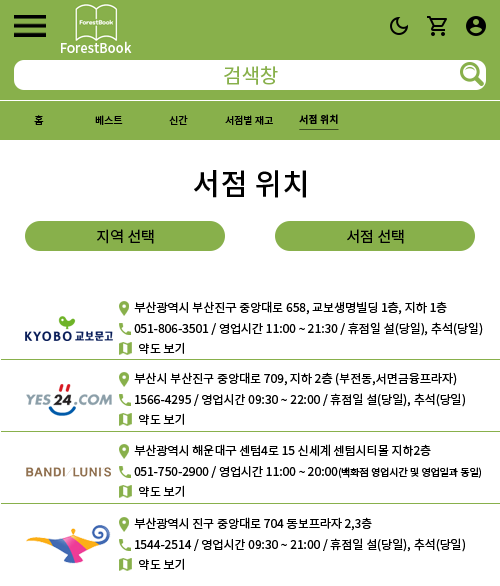 ForestBook
ForestBook
검색창
홈 베스트 신간 서점별 재고 서점 위치
서점 위치
지역 선택 서점 선택
부산광역시 부산진구 중앙대로 658, 교보생명빌딩 1층, 지하 1층
KYOBO 교보문고
051-806-3501 / 영업시간 11:00 ~ 21:30 / 휴점일 설(당일), 추석(당일)
약도 보기
부산시 부산진구 중앙대로 709, 지하 2층 (부전동,서면금융프라자)
YES24.COM
1566-4295 / 영업시간 09:30 ~ 22:00 / 휴점일 설(당일), 추석(당일)
약도 보기
부산광역시 해운대구 센텀4로 15 신세계 센텀시티몰 지하2층
BANDI LUNIS
051-750-2900 / 영업시간 11:00 ~ 20:00(백화점 영업시간 및 영업일과 동일)
약도 보기
부산광역시 진구 중앙대로 704 동보프라자 2,3층
1544-2514 / 영업시간 09:30 ~ 21:00 / 휴점일 설(당일), 추석(당일)
약도 보기